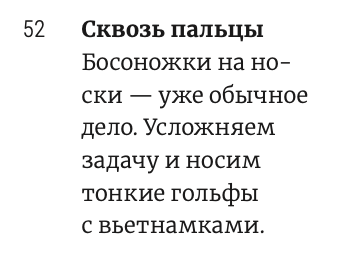 52 Сквозь пальцы
Босоножки на но-
ски — уже обычное
дело. Усложняем
задачу и носим
тонкие гольфы
с вьетнамками.